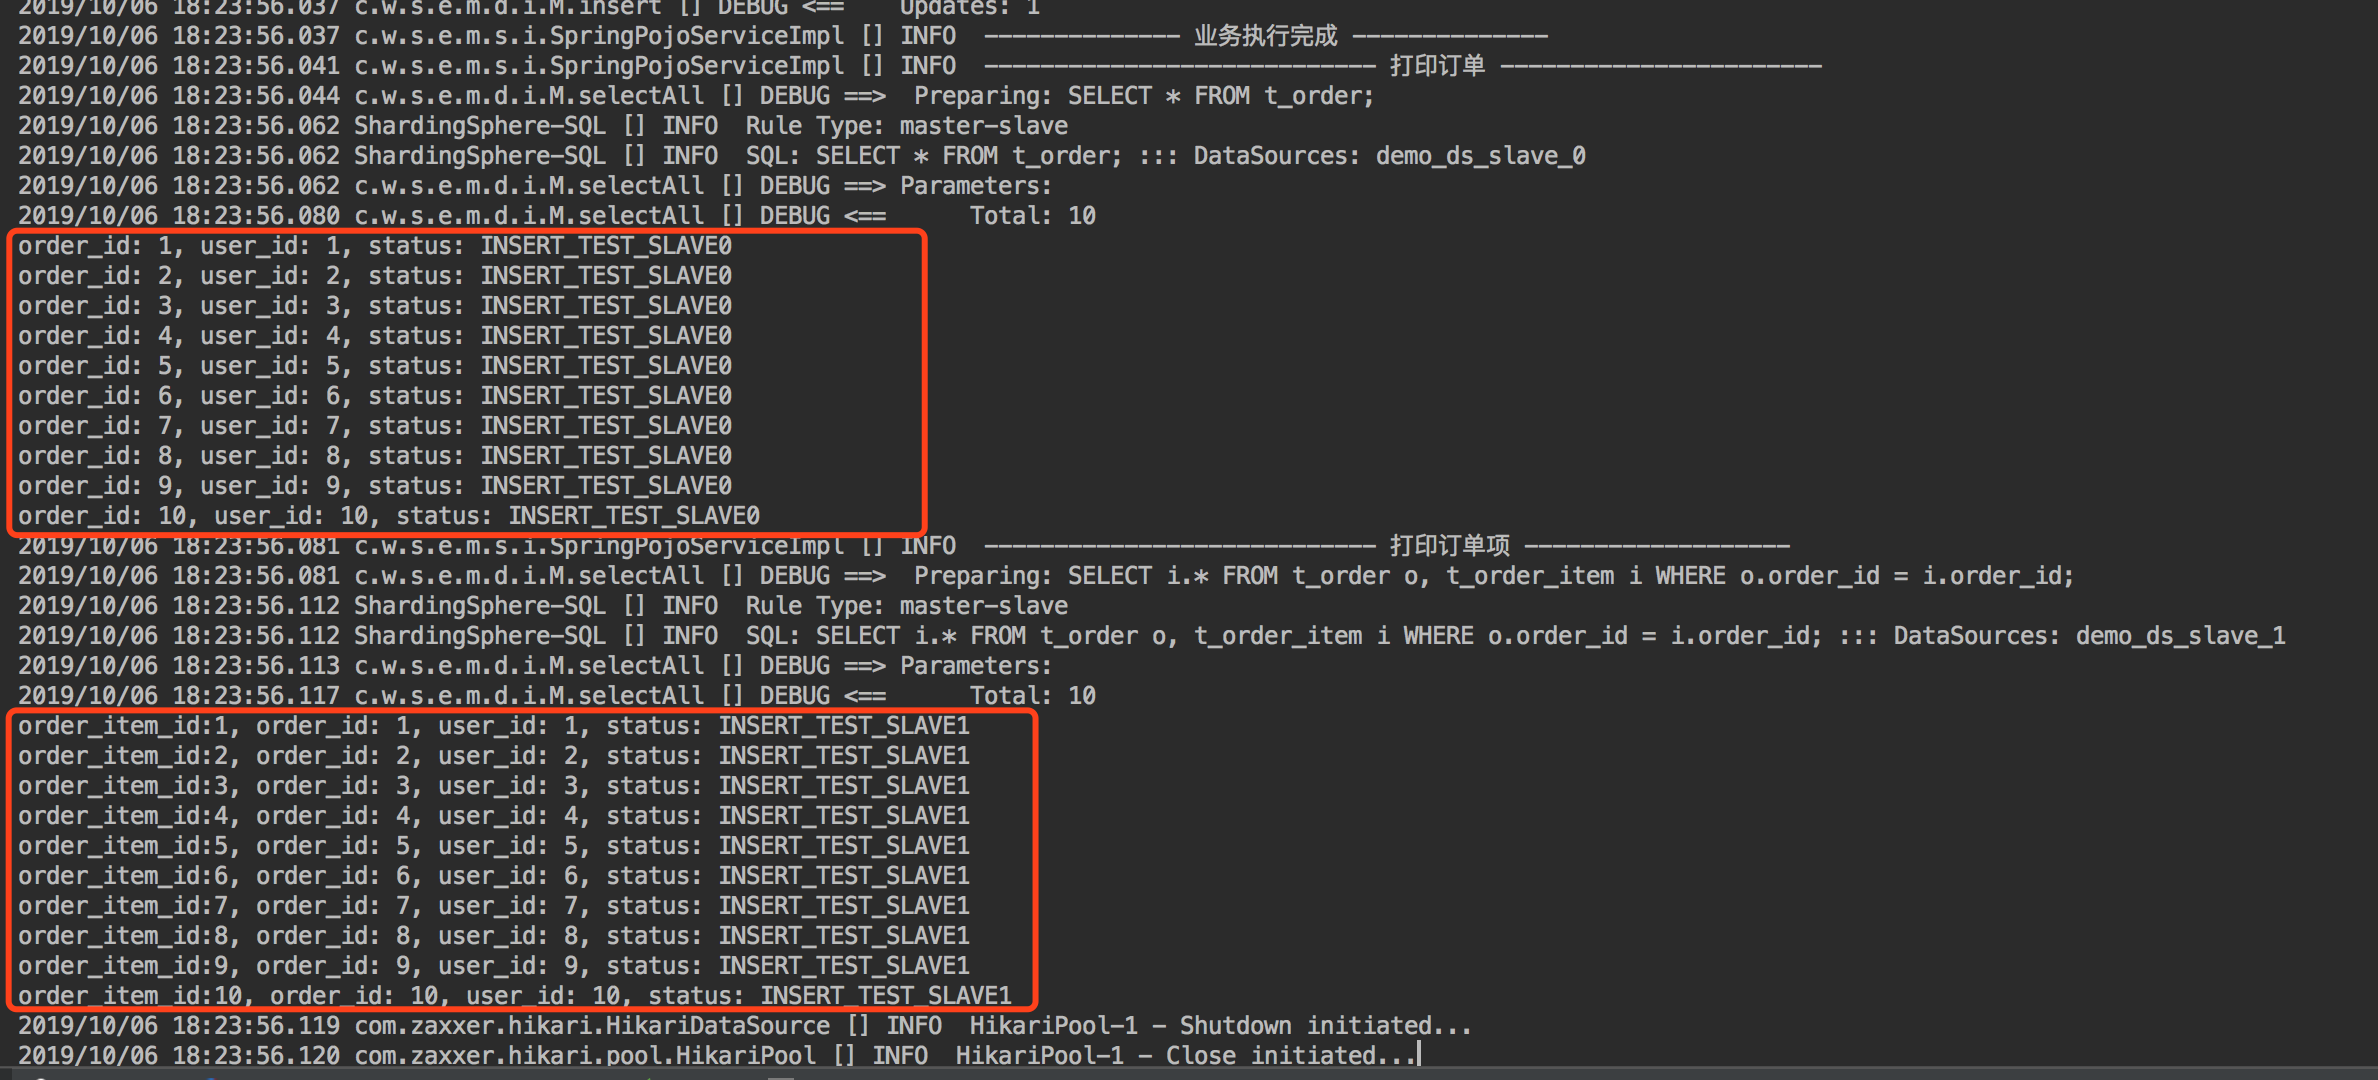 2019/10/06 18:23:56.037 c.w.s.e.m.d.i.M.insert [] DEBUG <==    Updates: 1
2019/10/06 18:23:56.037 c.w.s.e.m.s.i.SpringPojoServiceImpl [] INFO  -------------- 业务执行完成 --------------
2019/10/06 18:23:56.041 c.w.s.e.m.s.i.SpringPojoServiceImpl [] INFO  ---------------------------- 打印订单 -----------------------
2019/10/06 18:23:56.044 c.w.s.e.m.d.i.M.selectAll [] DEBUG ==>  Preparing: SELECT * FROM t_order;
2019/10/06 18:23:56.062 ShardingSphere-SQL [] INFO  Rule Type: master-slave
2019/10/06 18:23:56.062 ShardingSphere-SQL [] INFO  SQL: SELECT * FROM t_order; ::: DataSources: demo_ds_slave_0
2019/10/06 18:23:56.062 c.w.s.e.m.d.i.M.selectAll [] DEBUG ==> Parameters:
2019/10/06 18:23:56.080 c.w.s.e.m.d.i.M.selectAll [] DEBUG <==      Total: 10
order_id: 1, user_id: 1, status: INSERT_TEST_SLAVE0
order_id: 2, user_id: 2, status: INSERT_TEST_SLAVE0
order_id: 3, user_id: 3, status: INSERT_TEST_SLAVE0
order_id: 4, user_id: 4, status: INSERT_TEST_SLAVE0
order_id: 5, user_id: 5, status: INSERT_TEST_SLAVE0
order_id: 6, user_id: 6, status: INSERT_TEST_SLAVE0
order_id: 7, user_id: 7, status: INSERT_TEST_SLAVE0
order_id: 8, user_id: 8, status: INSERT_TEST_SLAVE0
order_id: 9, user_id: 9, status: INSERT_TEST_SLAVE0
order_id: 10, user_id: 10, status: INSERT_TEST_SLAVE0
2019/10/06 18:23:56.081 c.w.s.e.m.s.i.SpringPojoServiceImpl [] INFO  ---------------------------- 打印订单项 -------------------
2019/10/06 18:23:56.081 c.w.s.e.m.d.i.M.selectAll [] DEBUG ==>  Preparing: SELECT i.* FROM t_order o, t_order_item i WHERE o.order_id = i.order_id;
2019/10/06 18:23:56.112 ShardingSphere-SQL [] INFO  Rule Type: master-slave
2019/10/06 18:23:56.112 ShardingSphere-SQL [] INFO  SQL: SELECT i.* FROM t_order o, t_order_item i WHERE o.order_id = i.order_id; ::: DataSources: demo_ds_slave_1
2019/10/06 18:23:56.113 c.w.s.e.m.d.i.M.selectAll [] DEBUG ==> Parameters:
2019/10/06 18:23:56.117 c.w.s.e.m.d.i.M.selectAll [] DEBUG <==      Total: 10
order_item_id:1, order_id: 1, user_id: 1, status: INSERT_TEST_SLAVE1
order_item_id:2, order_id: 2, user_id: 2, status: INSERT_TEST_SLAVE1
order_item_id:3, order_id: 3, user_id: 3, status: INSERT_TEST_SLAVE1
order_item_id:4, order_id: 4, user_id: 4, status: INSERT_TEST_SLAVE1
order_item_id:5, order_id: 5, user_id: 5, status: INSERT_TEST_SLAVE1
order_item_id:6, order_id: 6, user_id: 6, status: INSERT_TEST_SLAVE1
order_item_id:7, order_id: 7, user_id: 7, status: INSERT_TEST_SLAVE1
order_item_id:8, order_id: 8, user_id: 8, status: INSERT_TEST_SLAVE1
order_item_id:9, order_id: 9, user_id: 9, status: INSERT_TEST_SLAVE1
order_item_id:10, order_id: 10, user_id: 10, status: INSERT_TEST_SLAVE1
2019/10/06 18:23:56.119 com.zaxxer.hikari.HikariDataSource [] INFO  HikariPool-1 - Shutdown initiated...
2019/10/06 18:23:56.120 com.zaxxer.hikari.pool.HikariPool [] INFO  HikariPool-1 - Close initiated...